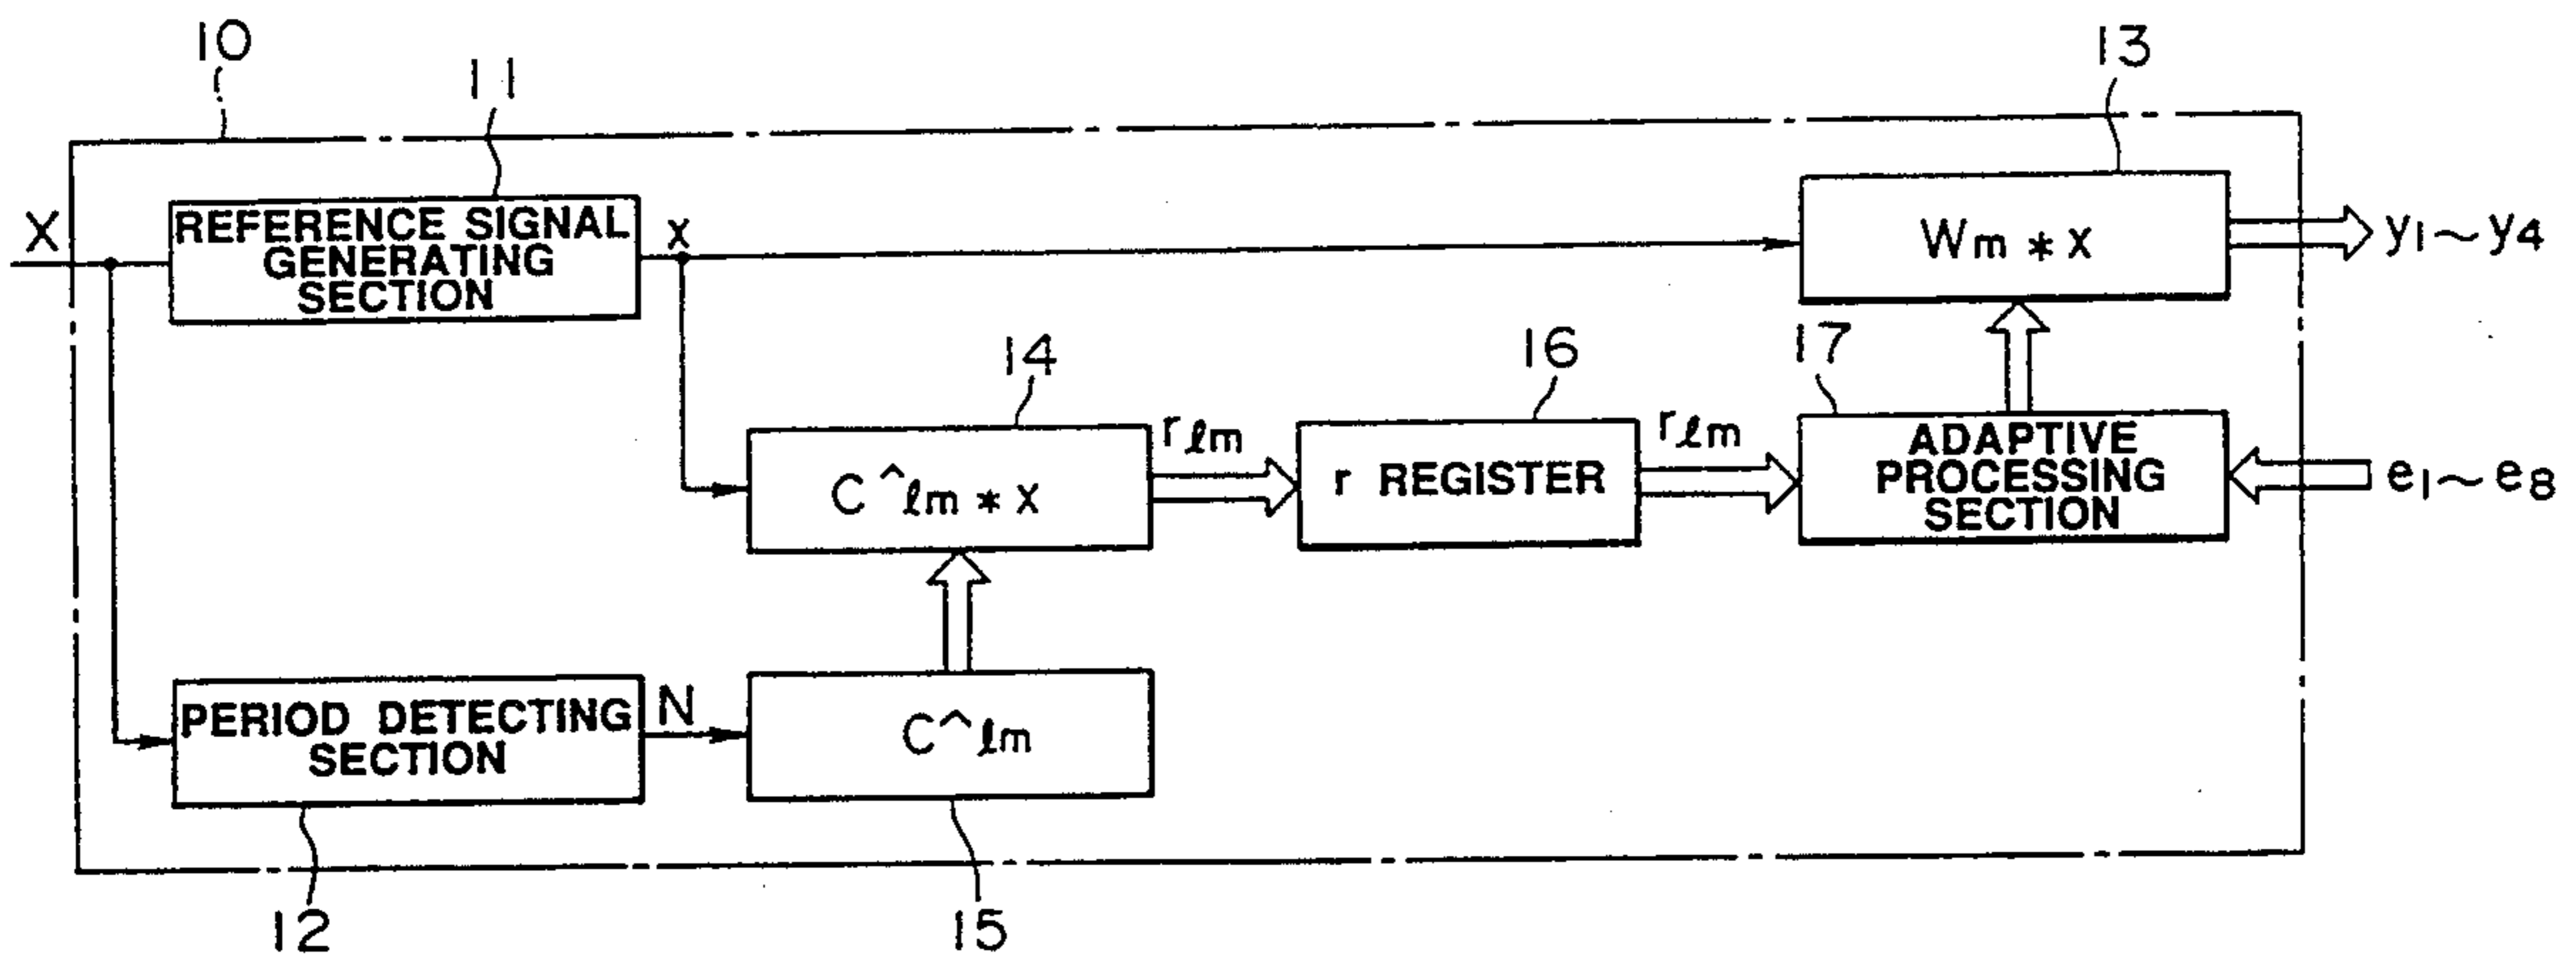 10
11
13
X
REFERENCE SIGNAL
GENERATING
SECTION
x
Wm * x
y1~y4
14
16
17
C^ℓm * x
rℓm
r REGISTER
rℓm
ADAPTIVE
PROCESSING
SECTION
e1~e8
PERIOD DETECTING
SECTION
N
C^ℓm
12
15